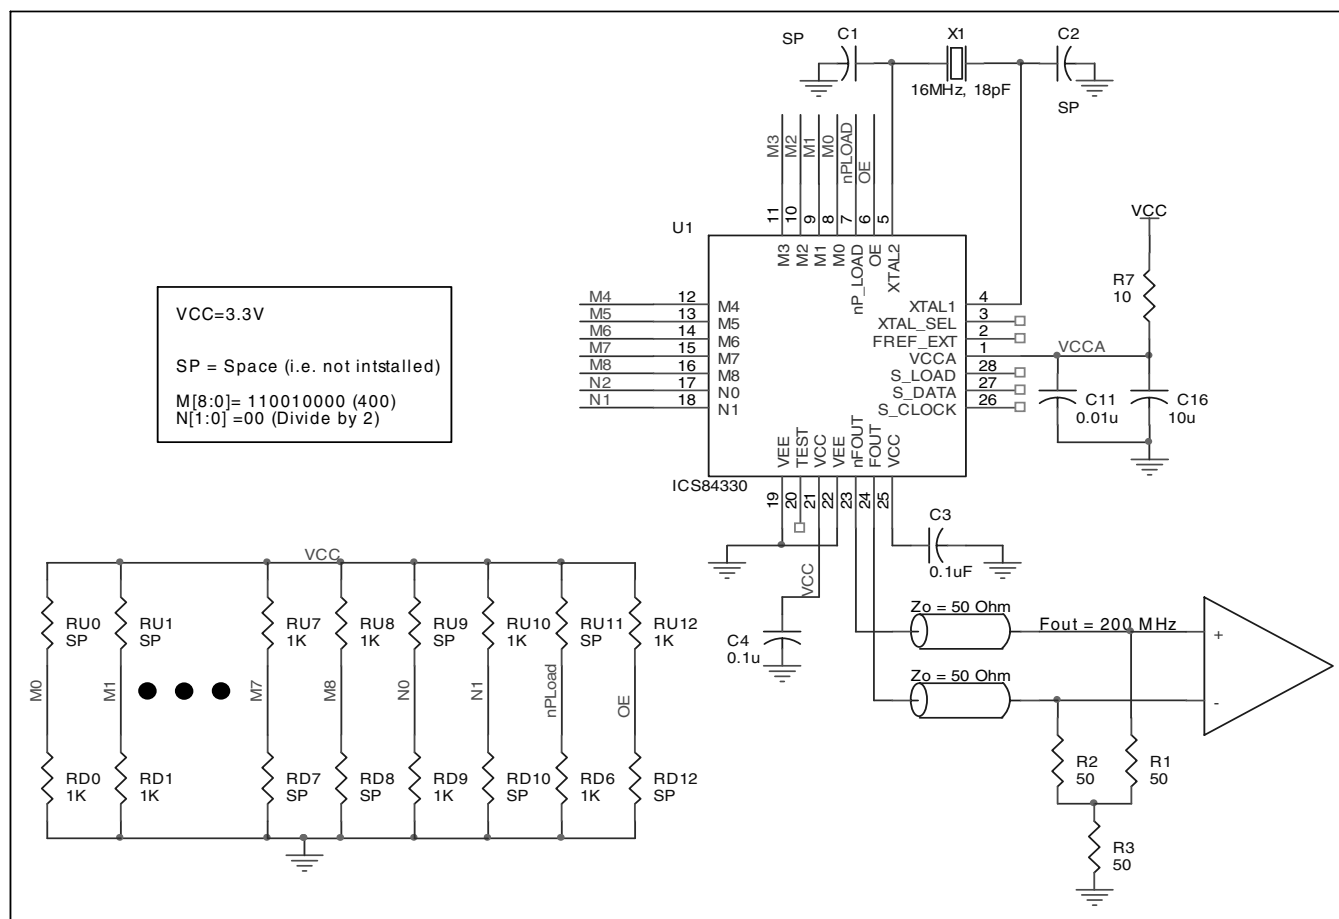 SP
C1
X1
C2
16MHz, 18pF
SP
M3
M2
M1
M0
nPLOAD
OE
11
10
9
8
7
6
5
U1
M3
M2
M1
M0
nP_LOAD
OE
XTAL2
VCC
R7
10
VCC=3.3V
SP = Space (i.e. not intstalled)
M[8:0]= 110010000 (400)
N[1:0] =00 (Divide by 2)
M4 12 M4
M5 13 M5
M6 14 M6
M7 15 M7
M8 16 M8
N2 17 N0
N1 18 N1
XTAL1 4
XTAL_SEL 3
FREF_EXT 2
VCCA 1 VCCA
S_LOAD 28
S_DATA 27
S_CLOCK 26
C11
0.01u
C16
10u
VEE
TEST
VCC
VEE
nFOUT
FOUT
VCC
ICS84330
19
20
21
22
23
24
25
C3
0.1uF
VCC
C4
0.1u
Zo = 50 Ohm
Fout = 200 MHz
Zo = 50 Ohm
+
-
R2
50
R1
50
R3
50
VCC
RU0
SP
RU1
SP
RU7
1K
RU8
1K
RU9
SP
RU10
1K
RU11
SP
RU12
1K
M0
M1
M7
M8
N0
N1
nPLoad
OE
RD0
1K
RD1
1K
RD7
SP
RD8
SP
RD9
1K
RD10
SP
RD6
1K
RD12
SP